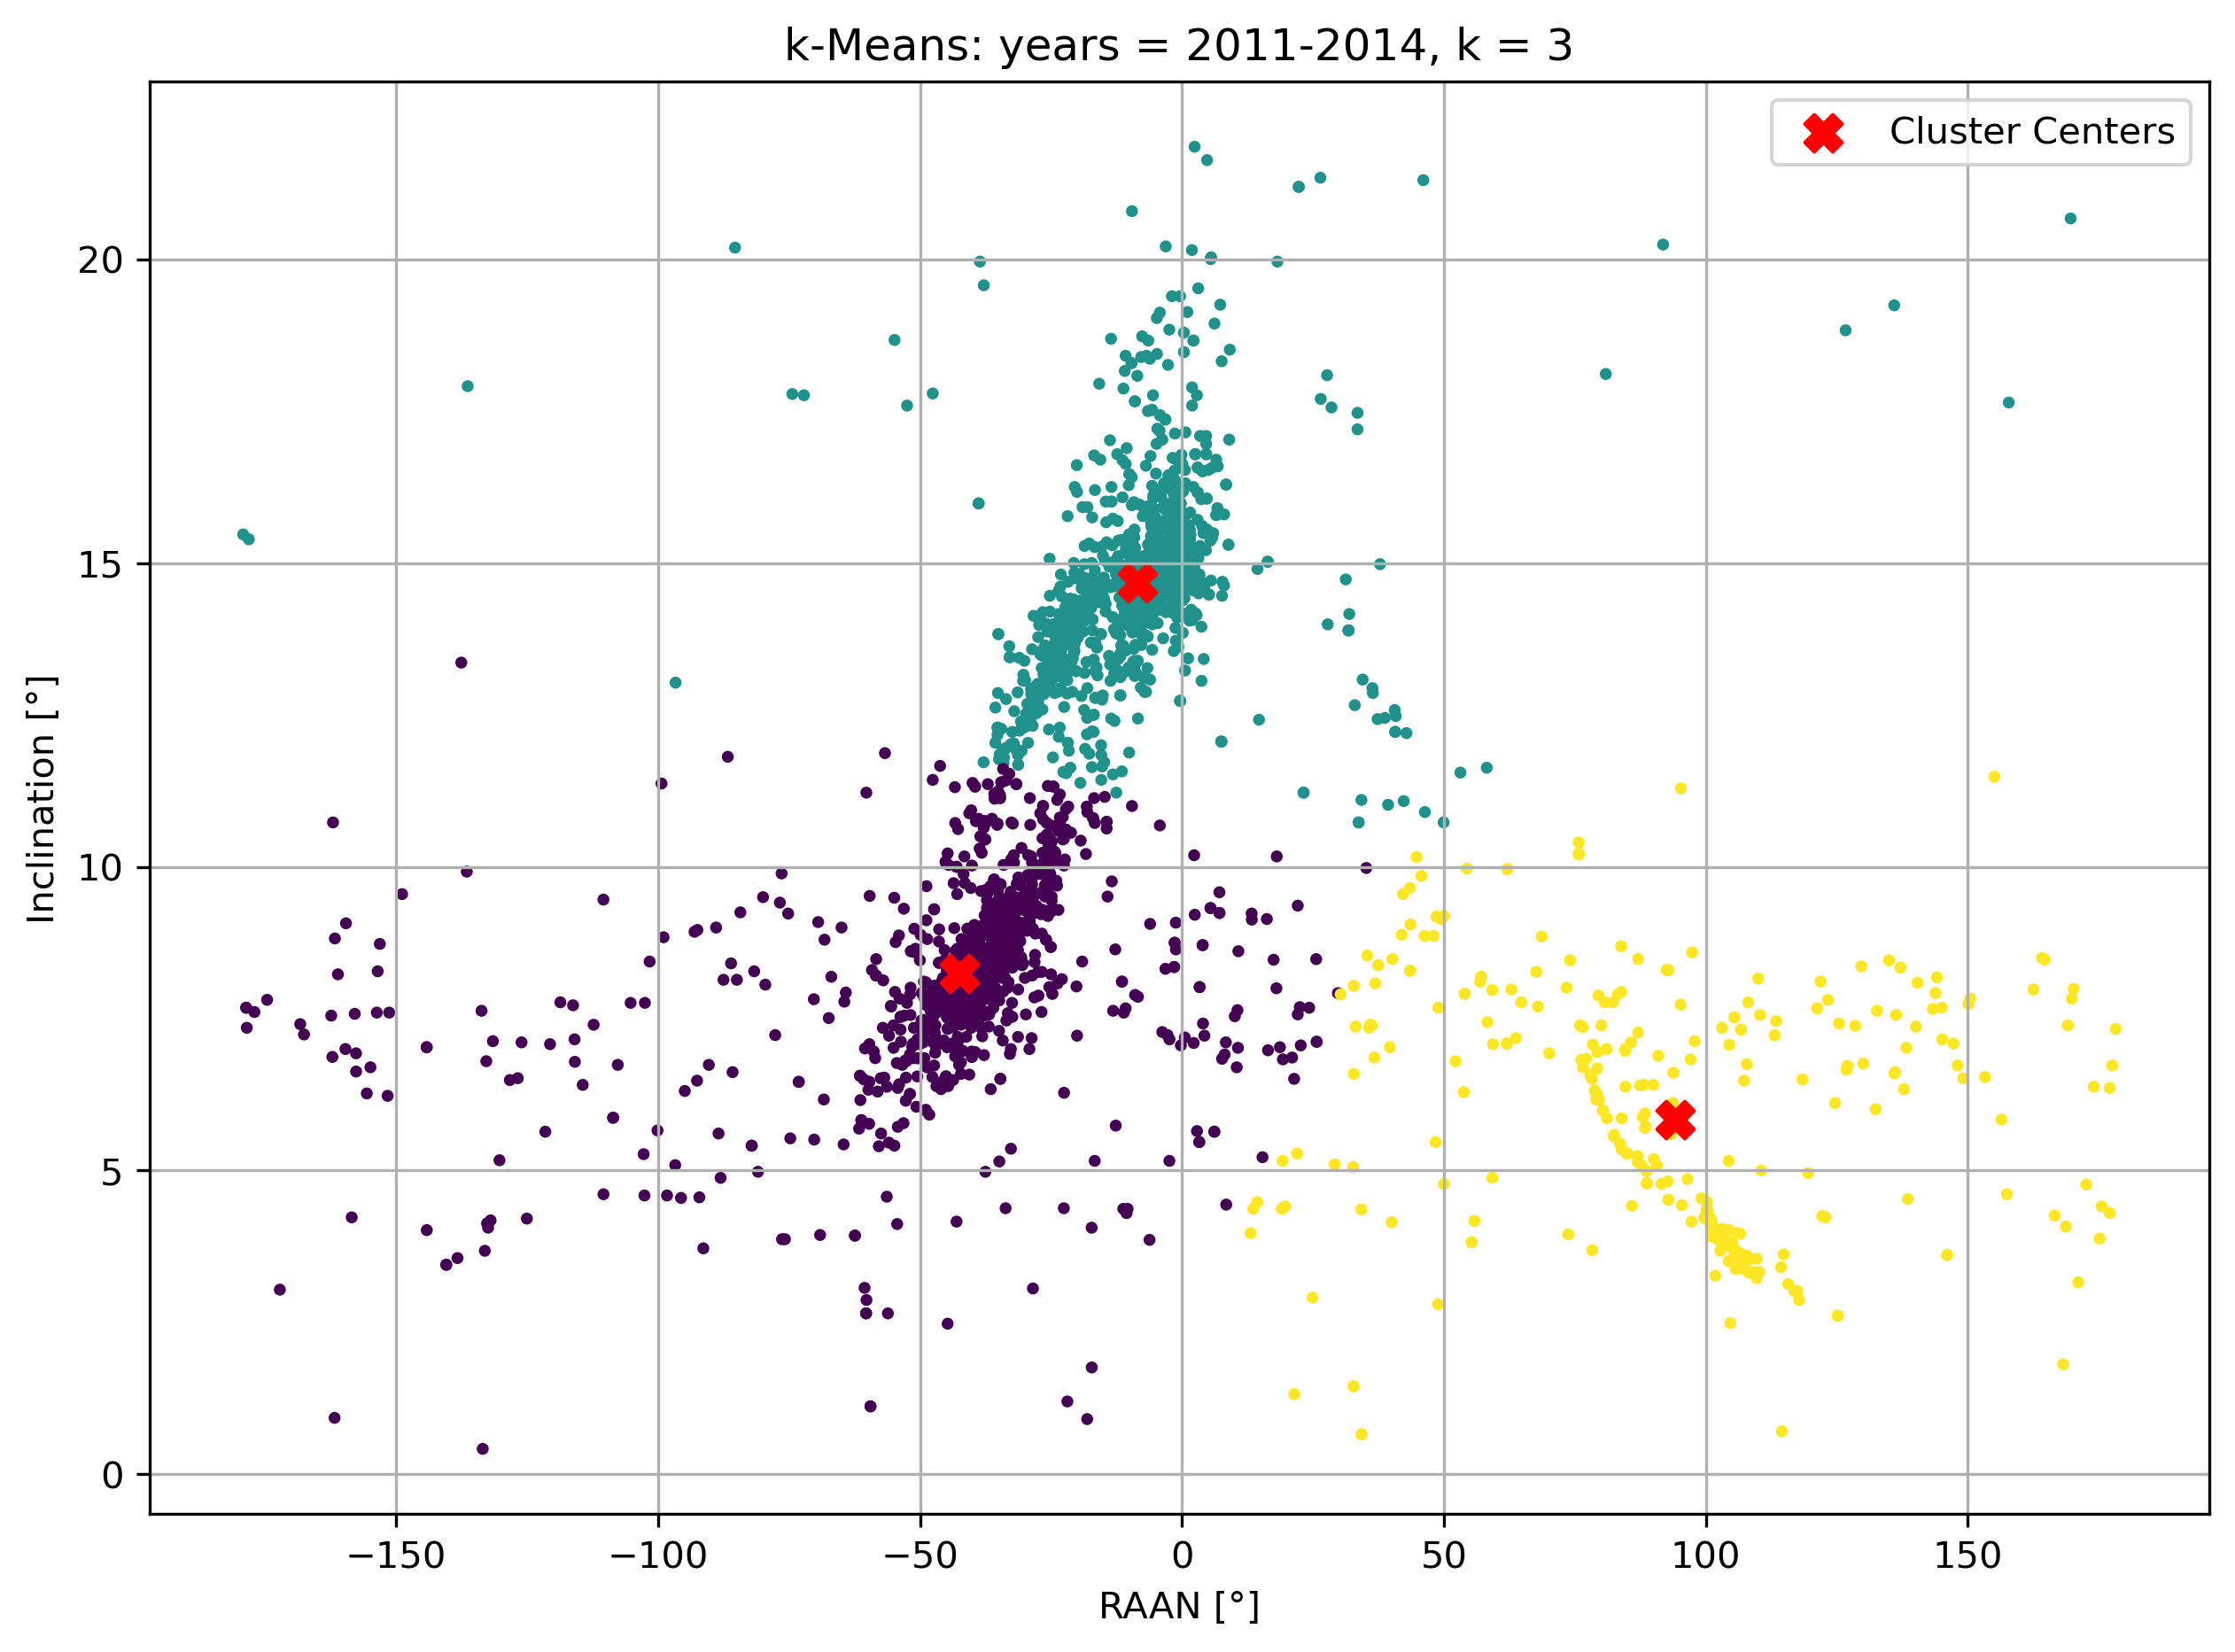 k-Means: years = 2011-2014, k = 3
Cluster Centers
20
15
10
5
0
Inclination [°]
−150 −100 −50 0 50 100 150
RAAN [°]